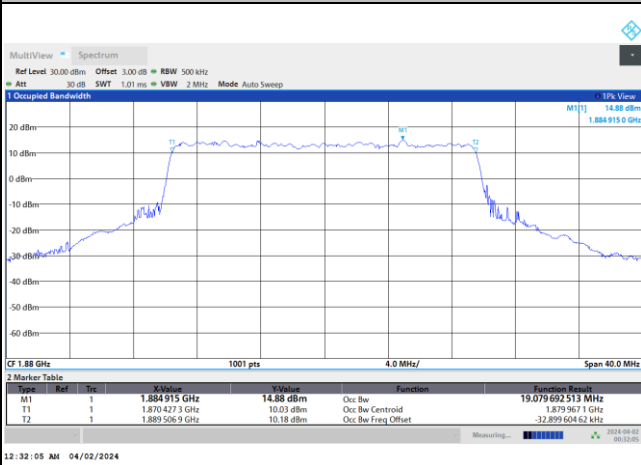 MultiView Spectrum
Ref Level 30.00 dBm Offset 3.00 dB RBW 500 kHz
Att 30 dB SWT 1.01 ms VBW 2 MHz Mode Auto Sweep
1 Occupied Bandwidth 1Pk View
M1[1] 14.88 dBm
1.884 915 0 GHz
20 dBm
M1
T1 T2
10 dBm
0 dBm
-10 dBm
-20 dBm
-30 dBm
-40 dBm
-50 dBm
-60 dBm
CF 1.88 GHz 1001 pts 4.0 MHz/ Span 40.0 MHz
2 Marker Table
Type Ref Trc X-Value Y-Value Function Function Result
M1 1 1.884 915 GHz 14.88 dBm Occ Bw 19.079 692 513 MHz
T1 1 1.870 427 3 GHz 10.03 dBm Occ Bw Centroid 1.879 967 1 GHz
T2 1 1.889 506 9 GHz 10.18 dBm Occ Bw Freq Offset -32.899 604 62 kHz
Measuring... 2024-04-02
00:32:05
12:32:05 AM 04/02/2024